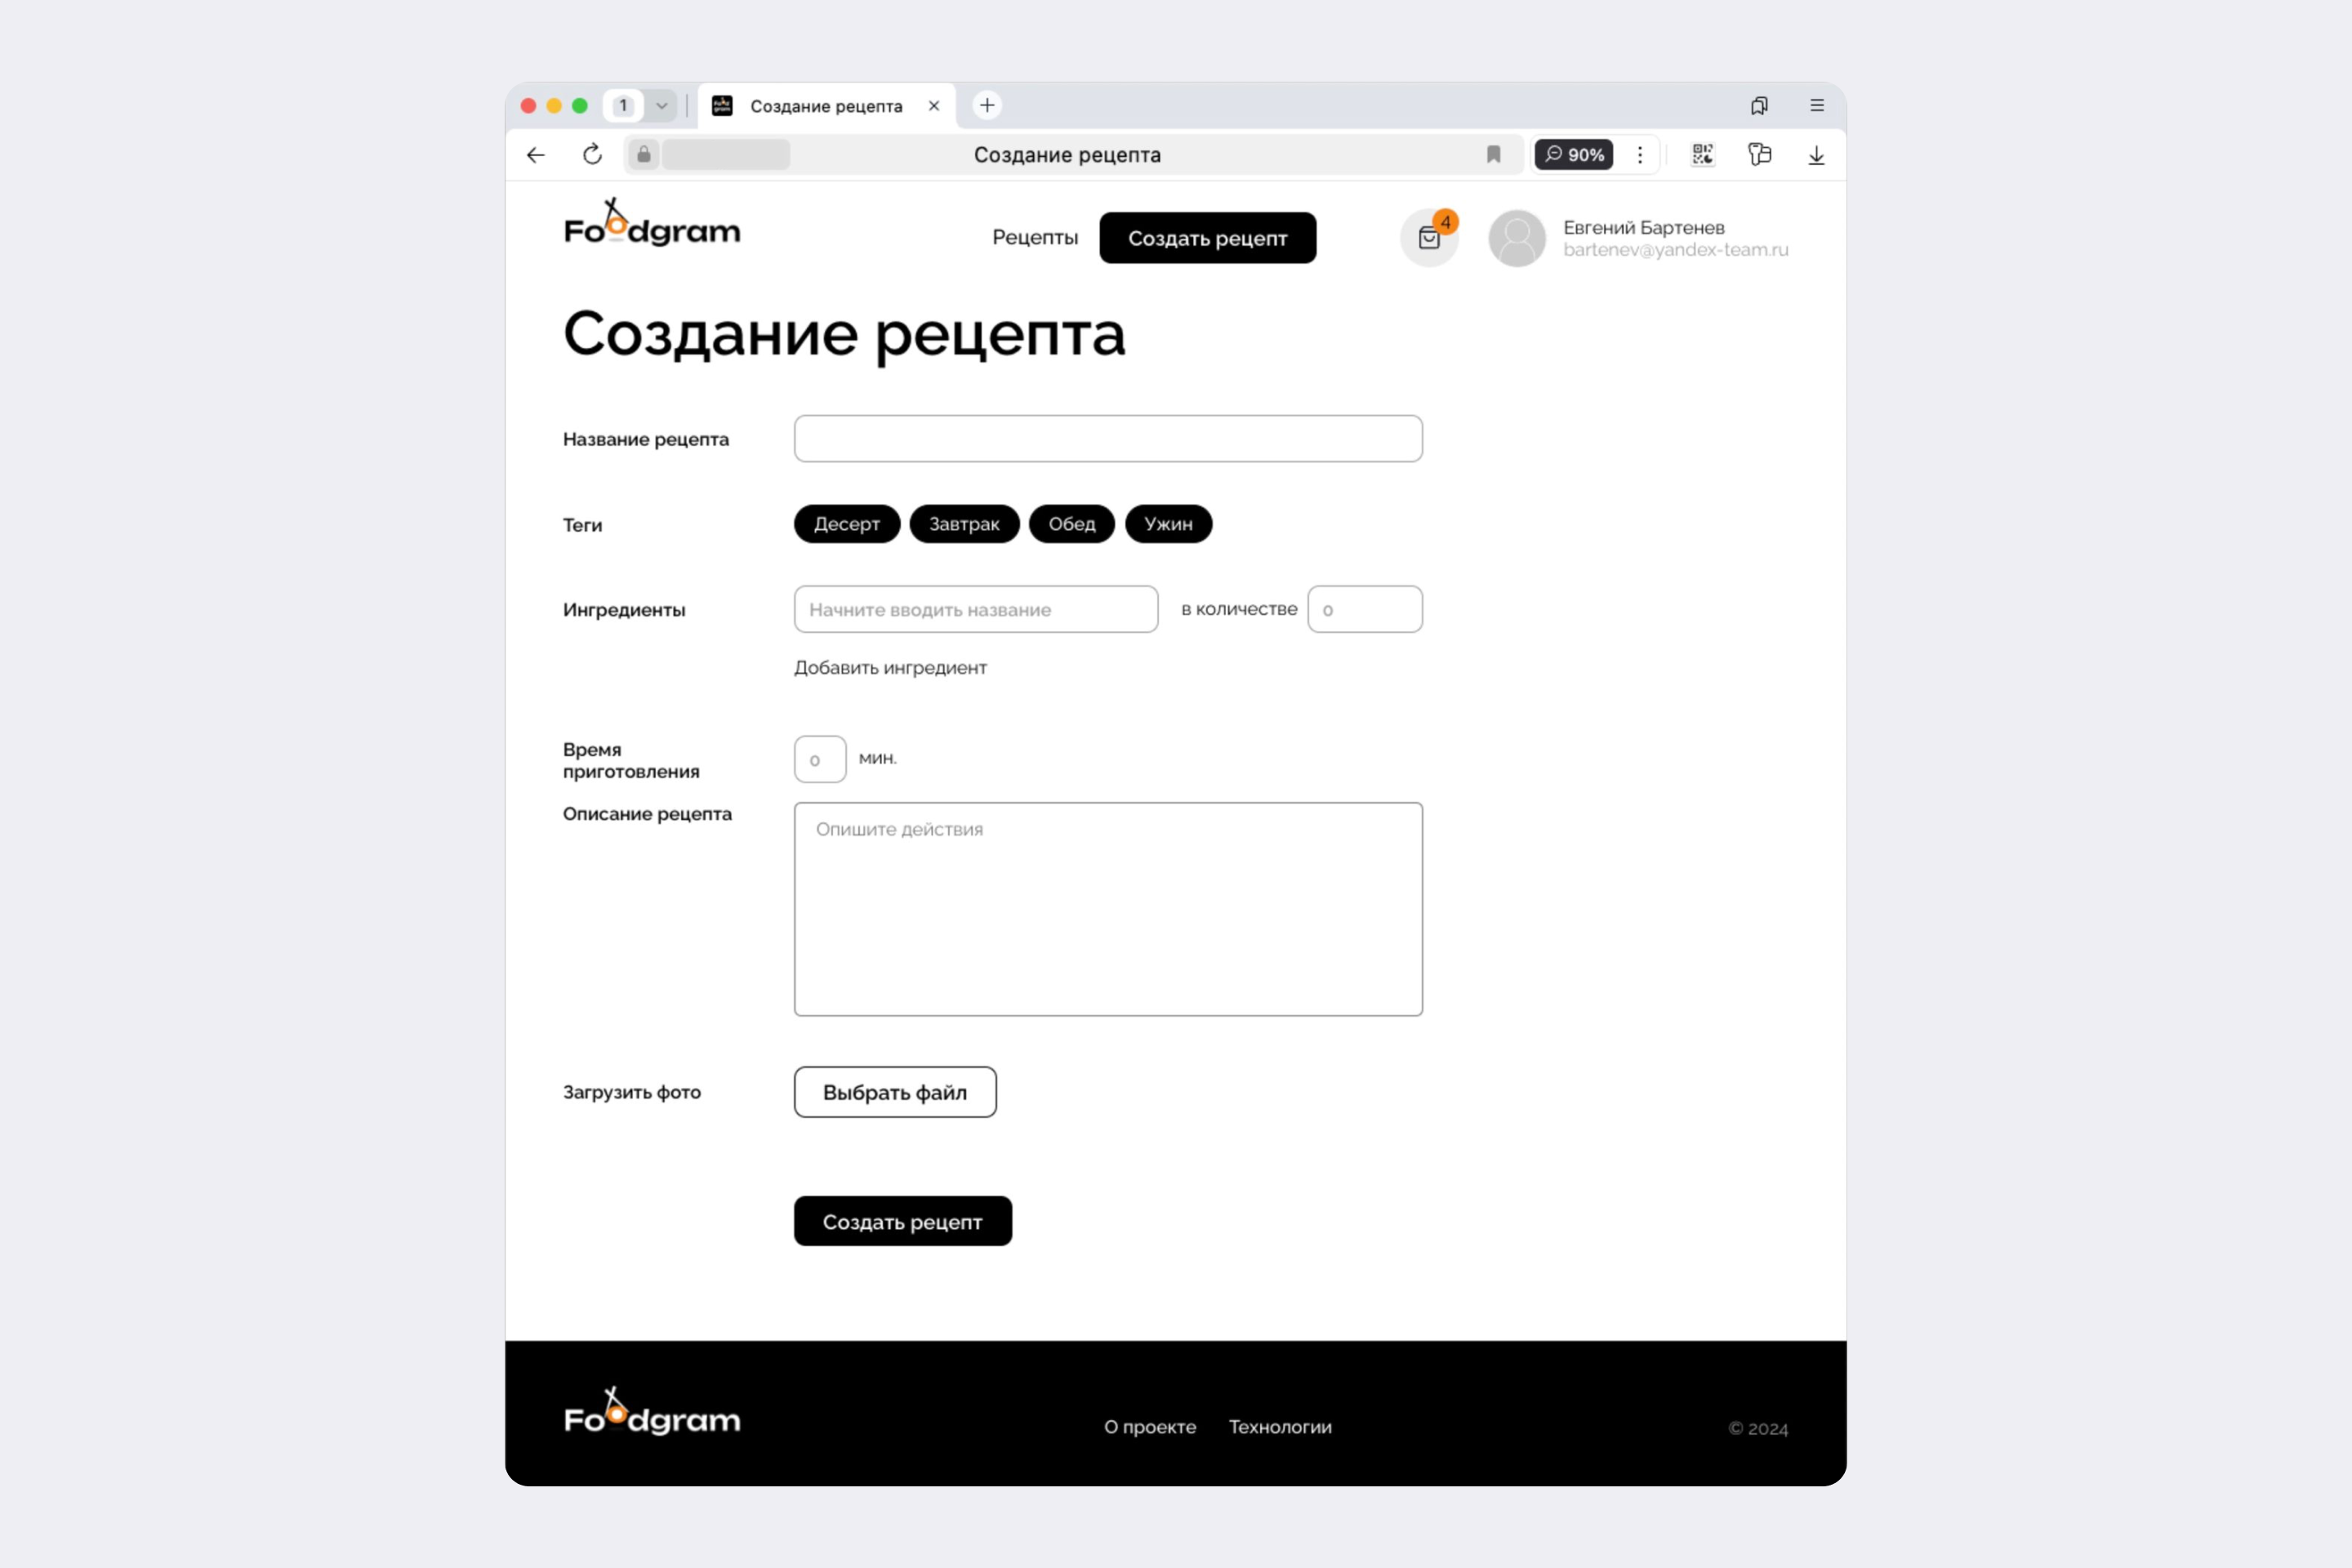 1
Создание рецепта
Создание рецепта
90%
Foodgram
Рецепты
Создать рецепт
4
Евгений Бартенев
bartenev@yandex-team.ru
Создание рецепта
Название рецепта
Теги
Десерт
Завтрак
Обед
Ужин
Ингредиенты
Начните вводить название
в количестве
0
Добавить ингредиент
Время
приготовления
0
мин.
Описание рецепта
Опишите действия
Загрузить фото
Выбрать файл
Создать рецепт
Foodgram
О проекте
Технологии
© 2024